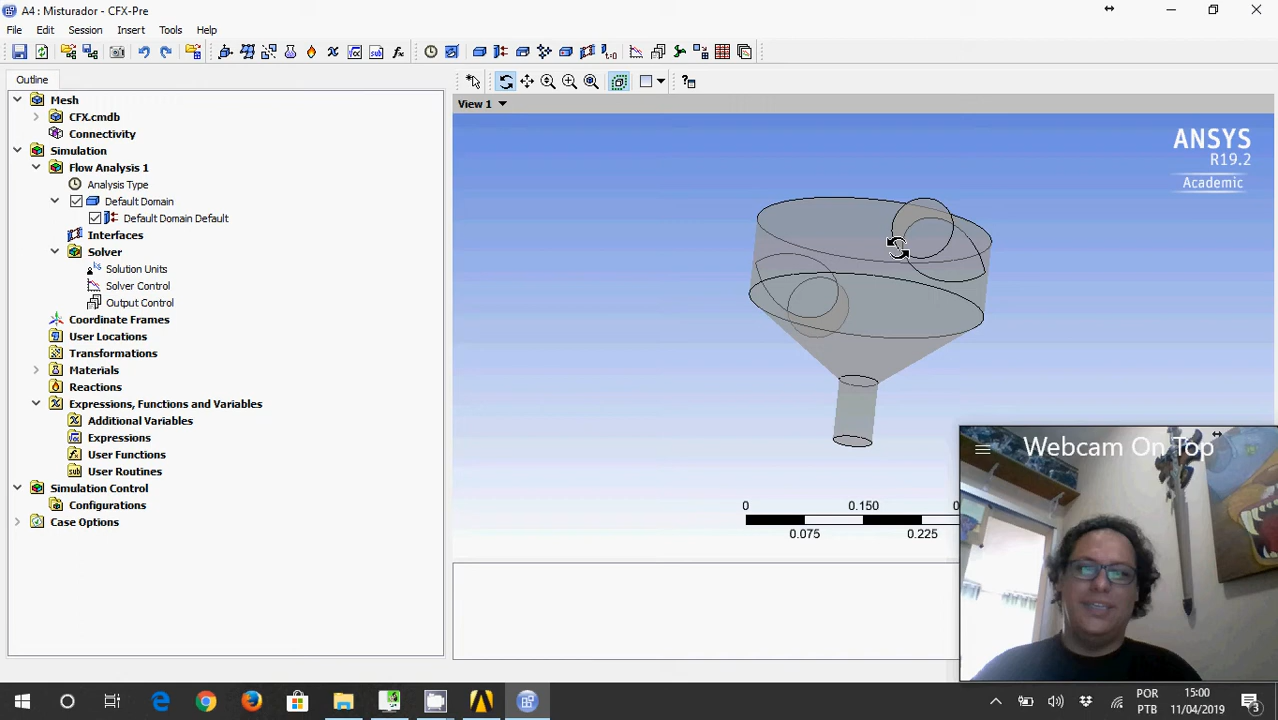 A4 : Misturador - CFX-Pre
File Edit Session Insert Tools Help
Outline
Mesh
CFX.cmdb
Connectivity
Simulation
Flow Analysis 1
Analysis Type
Default Domain
Default Domain Default
Interfaces
Solver
Solution Units
Solver Control
Output Control
Coordinate Frames
User Locations
Transformations
Materials
Reactions
Expressions, Functions and Variables
Additional Variables
Expressions
User Functions
User Routines
Simulation Control
Configurations
Case Options
View 1
ANSYS
R19.2
Academic
0 0.150
0.075 0.225
Webcam On Top
POR
PTB
15:00
11/04/2019
3